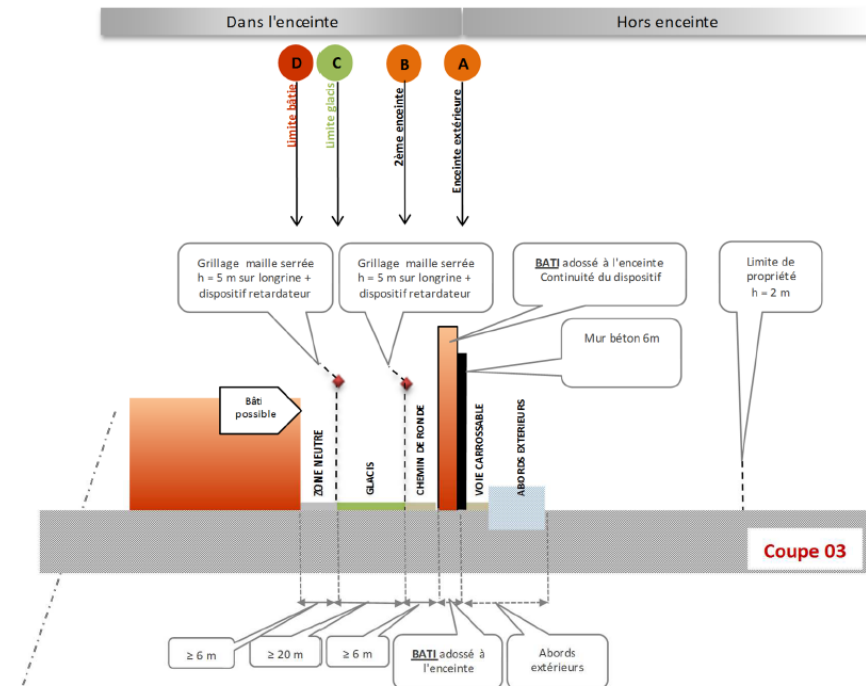 Dans l'enceinte
Hors enceinte
D
C
B
A
Limite bâtie
Limite glacis
2ème enceinte
Enceinte extérieure
Grillage maille serrée
h = 5 m sur longrine +
dispositif retardateur
Grillage maille serrée
h = 5 m sur longrine +
dispositif retardateur
BATI adossé à l'enceinte
Continuité du dispositif
Limite de
propriété
h = 2 m
Mur béton 6m
Bâti
possible
ZONE NEUTRE
GLACIS
CHEMIN DE RONDE
VOIE CARROSSABLE
ABORDS EXTERIEURS
Coupe 03
≥ 6 m
≥ 20 m
≥ 6 m
BATI adossé à
l'enceinte
Abords
extérieurs